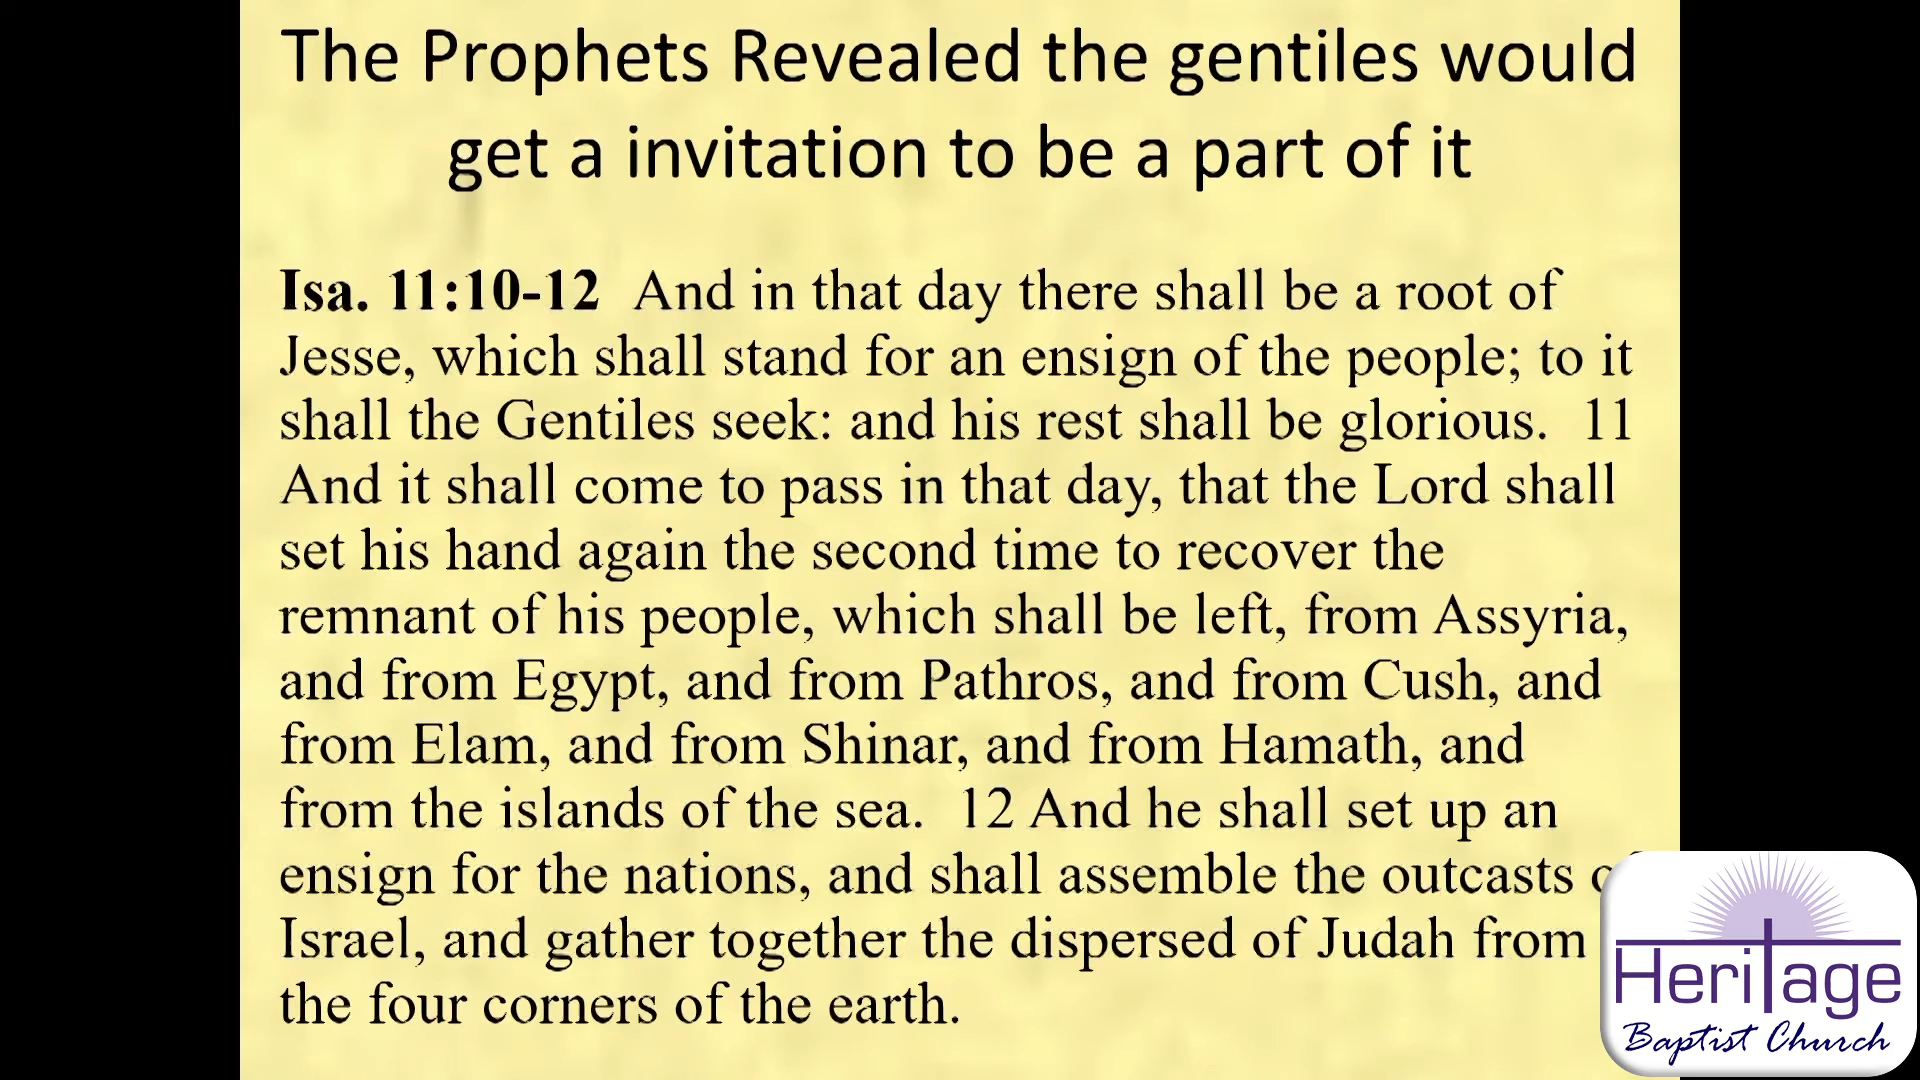 The Prophets Revealed the gentiles would
get a invitation to be a part of it
Isa. 11:10-12 And in that day there shall be a root of
Jesse, which shall stand for an ensign of the people; to it
shall the Gentiles seek: and his rest shall be glorious. 11
And it shall come to pass in that day, that the Lord shall
set his hand again the second time to recover the
remnant of his people, which shall be left, from Assyria,
and from Egypt, and from Pathros, and from Cush, and
from Elam, and from Shinar, and from Hamath, and
from the islands of the sea. 12 And he shall set up an
ensign for the nations, and shall assemble the outcasts
Israel, and gather together the dispersed of Judah from
the four corners of the earth.
Heritage
Baptist Church